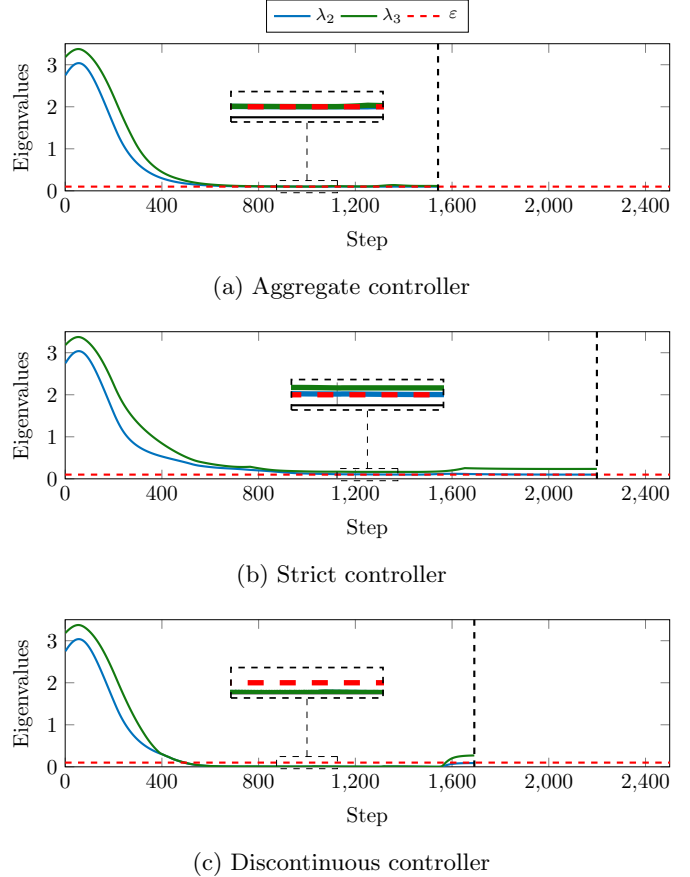 λ2 λ3 ε
3
2
1
0
Eigenvalues
0 400 800 1,200 1,600 2,000 2,400
Step
(a) Aggregate controller
3
2
1
0
Eigenvalues
0 400 800 1,200 1,600 2,000 2,400
Step
(b) Strict controller
3
2
1
0
Eigenvalues
0 400 800 1,200 1,600 2,000 2,400
Step
(c) Discontinuous controller